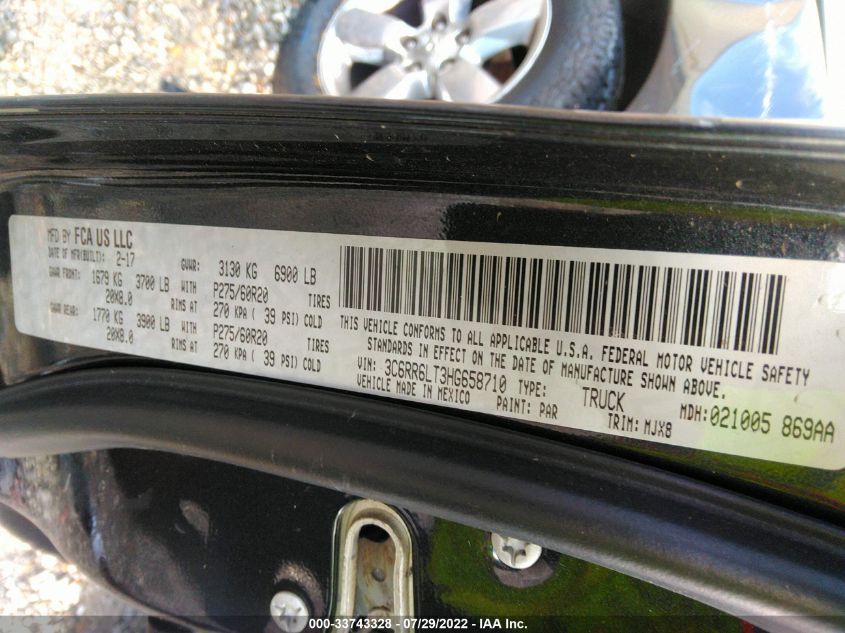 MFD BY FCA US LLC
DATE OF MFR(BUILT): 2-17 GVWR: 3130 KG 6900 LB
GAWR FRONT: 1679 KG 3700 LB WITH P275/60R20 TIRES
20X8.0 RIMS AT 270 KPA ( 39 PSI) COLD
GAWR REAR: 1770 KG 3900 LB WITH P275/60R20 TIRES
20X8.0 RIMS AT 270 KPA ( 39 PSI) COLD
THIS VEHICLE CONFORMS TO ALL APPLICABLE U.S.A. FEDERAL MOTOR VEHICLE SAFETY
STANDARDS IN EFFECT ON THE DATE OF MANUFACTURE SHOWN ABOVE.
VIN: 3C6RR6LT3HG658710 TYPE: TRUCK MDH:021005 869AA
VEHICLE MADE IN MEXICO PAINT: PAR TRIM: MJX8
000-33743328 - 07/29/2022 - IAA Inc.